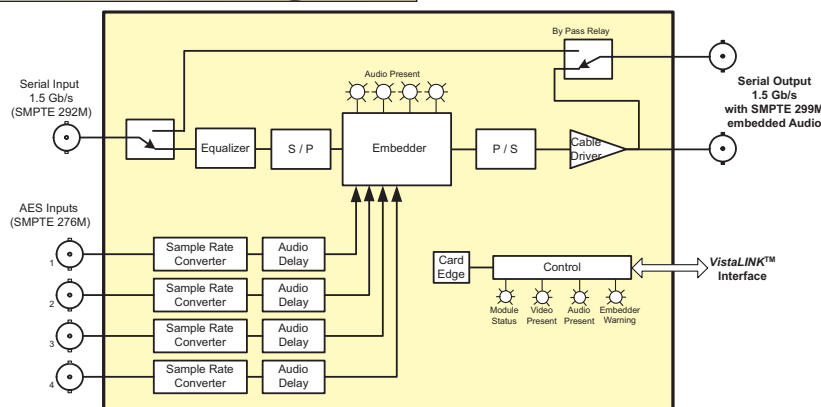 By Pass Relay
Serial Input
1.5 Gb/s
(SMPTE 292M)
Audio Present
Serial Output
1.5 Gb/s
with SMPTE 299M
embedded Audio
Equalizer
S / P
Embedder
P / S
Cable
Driver
AES Inputs
(SMPTE 276M)
1
Sample Rate
Converter
Audio
Delay
2
Sample Rate
Converter
Audio
Delay
3
Sample Rate
Converter
Audio
Delay
4
Sample Rate
Converter
Audio
Delay
Card
Edge
Control
VistaLINK™
Interface
Module
Status
Video
Present
Audio
Present
Embedder
Warning